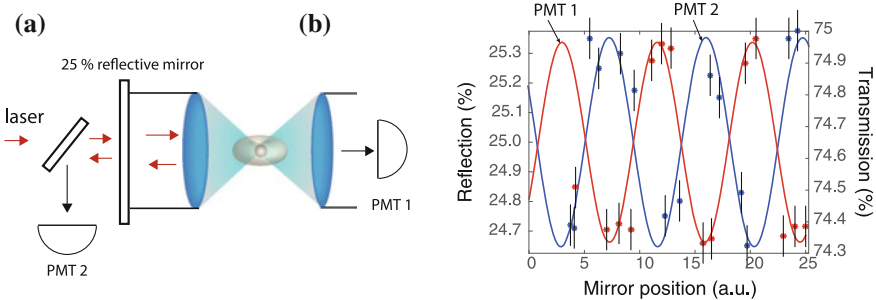 (a)
(b)
25 % reflective mirror
laser
PMT 1
PMT 2
PMT 1
PMT 2
Reflection (%)
25.3
25.2
25.1
25.0
24.9
24.8
24.7
75
74.9
74.8
74.7
74.6
74.5
74.4
74.3
Transmission (%)
0
5
10
15
20
25
Mirror position (a.u.)